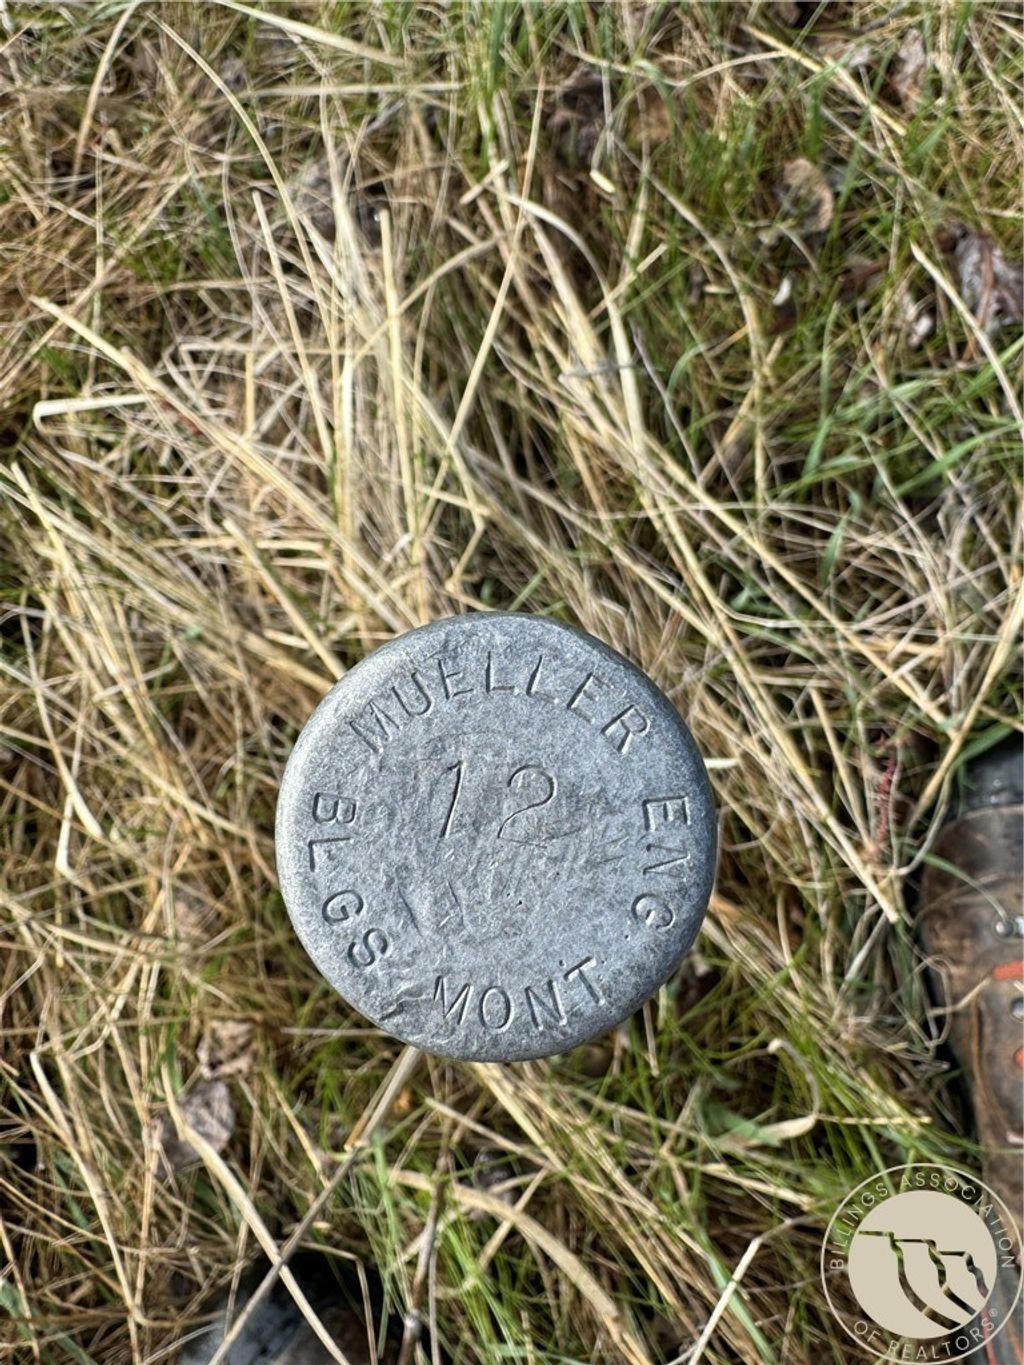 MUELLER ENG.
12
BLGS MONT
BILLINGS ASSOCIATION
OF REALTORS®